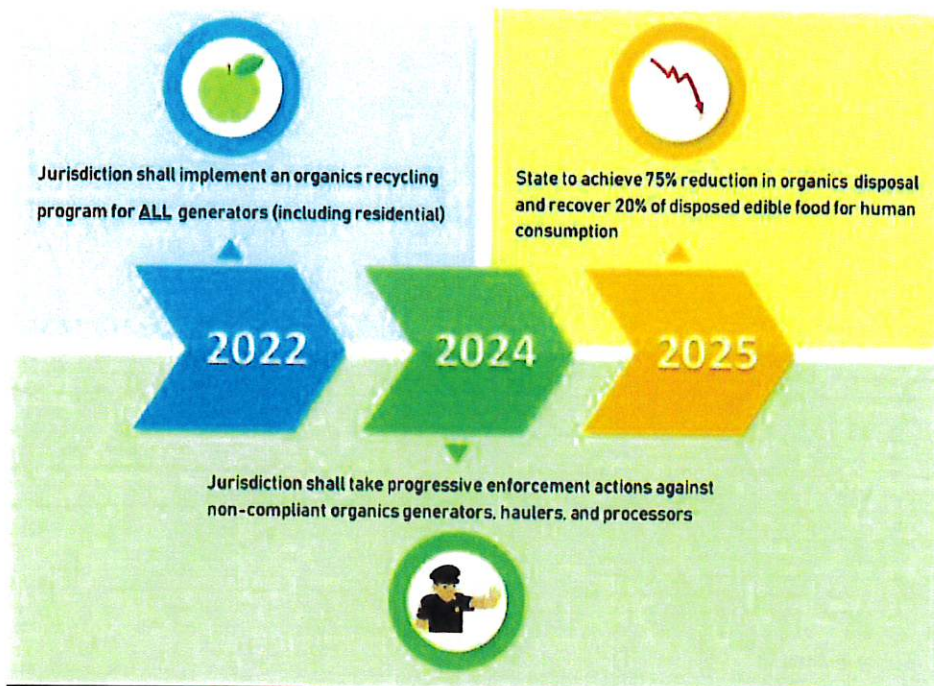 Jurisdiction shall implement an organics recycling
program for ALL generators (including residential)
State to achieve 75% reduction in organics disposal
and recover 20% of disposed edible food for human
consumption
2022
2024
2025
Jurisdiction shall take progressive enforcement actions against
non-compliant organics generators, haulers, and processors